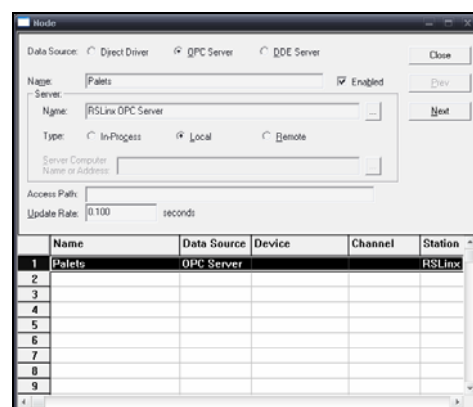 Node
Data Source: Direct Driver OPC Server DDE Server Close
Name: Palets Enabled Prev
Server:
Name: RSLinx OPC Server ... Next
Type: In-Process Local Remote
Server Computer
Name or Address: ...
Access Path:
Update Rate: 0.100 seconds
Name Data Source Device Channel Station
1 Palets OPC Server RSLinx
2
3
4
5
6
7
8
9